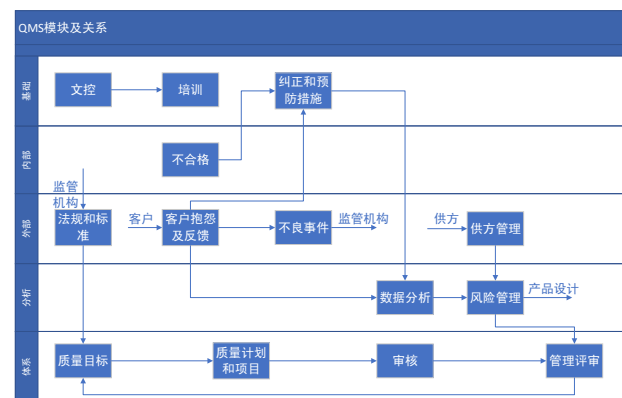 QMS模块及关系
基础
文控
培训
纠正和预
防措施
内部
不合格
监管
机构
外部
法规和标
准
客户
客户抱怨
及反馈
不良事件
监管机构
供方
供方管理
分析
数据分析
风险管理
产品设计
体系
质量目标
质量计划
和项目
审核
管理评审